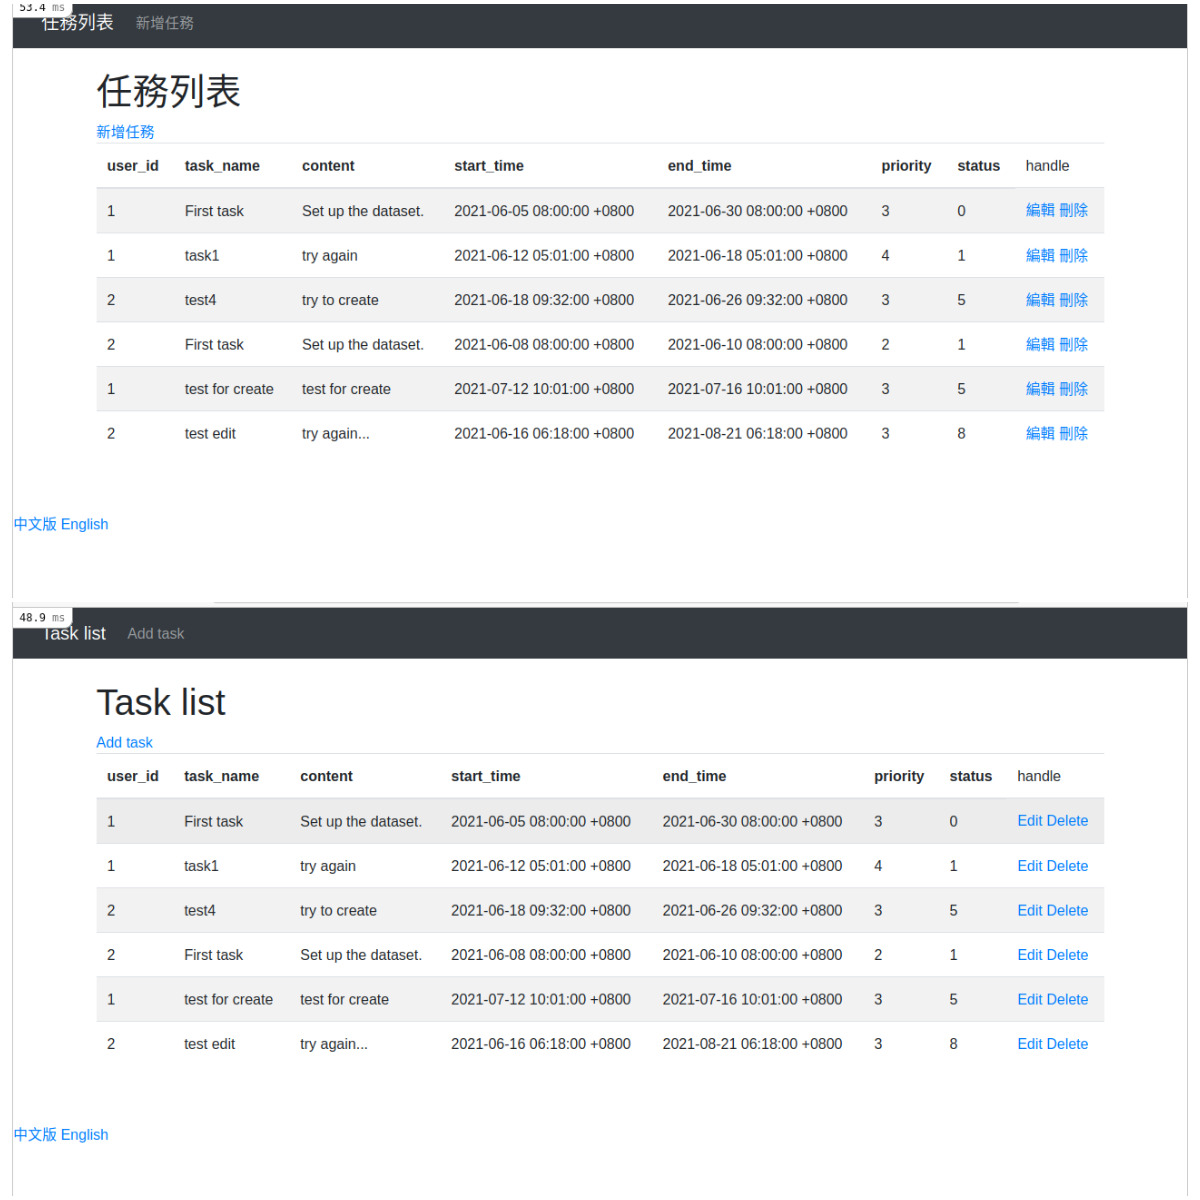 53.4 ms
任務列表 新增任務
任務列表
新增任務
user_id task_name content start_time end_time priority status handle
1 First task Set up the dataset. 2021-06-05 08:00:00 +0800 2021-06-30 08:00:00 +0800 3 0 編輯 刪除
1 task1 try again 2021-06-12 05:01:00 +0800 2021-06-18 05:01:00 +0800 4 1 編輯 刪除
2 test4 try to create 2021-06-18 09:32:00 +0800 2021-06-26 09:32:00 +0800 3 5 編輯 刪除
2 First task Set up the dataset. 2021-06-08 08:00:00 +0800 2021-06-10 08:00:00 +0800 2 1 編輯 刪除
1 test for create test for create 2021-07-12 10:01:00 +0800 2021-07-16 10:01:00 +0800 3 5 編輯 刪除
2 test edit try again... 2021-06-16 06:18:00 +0800 2021-08-21 06:18:00 +0800 3 8 編輯 刪除
中文版 English
48.9 ms
Task list Add task
Task list
Add task
user_id task_name content start_time end_time priority status handle
1 First task Set up the dataset. 2021-06-05 08:00:00 +0800 2021-06-30 08:00:00 +0800 3 0 Edit Delete
1 task1 try again 2021-06-12 05:01:00 +0800 2021-06-18 05:01:00 +0800 4 1 Edit Delete
2 test4 try to create 2021-06-18 09:32:00 +0800 2021-06-26 09:32:00 +0800 3 5 Edit Delete
2 First task Set up the dataset. 2021-06-08 08:00:00 +0800 2021-06-10 08:00:00 +0800 2 1 Edit Delete
1 test for create test for create 2021-07-12 10:01:00 +0800 2021-07-16 10:01:00 +0800 3 5 Edit Delete
2 test edit try again... 2021-06-16 06:18:00 +0800 2021-08-21 06:18:00 +0800 3 8 Edit Delete
中文版 English